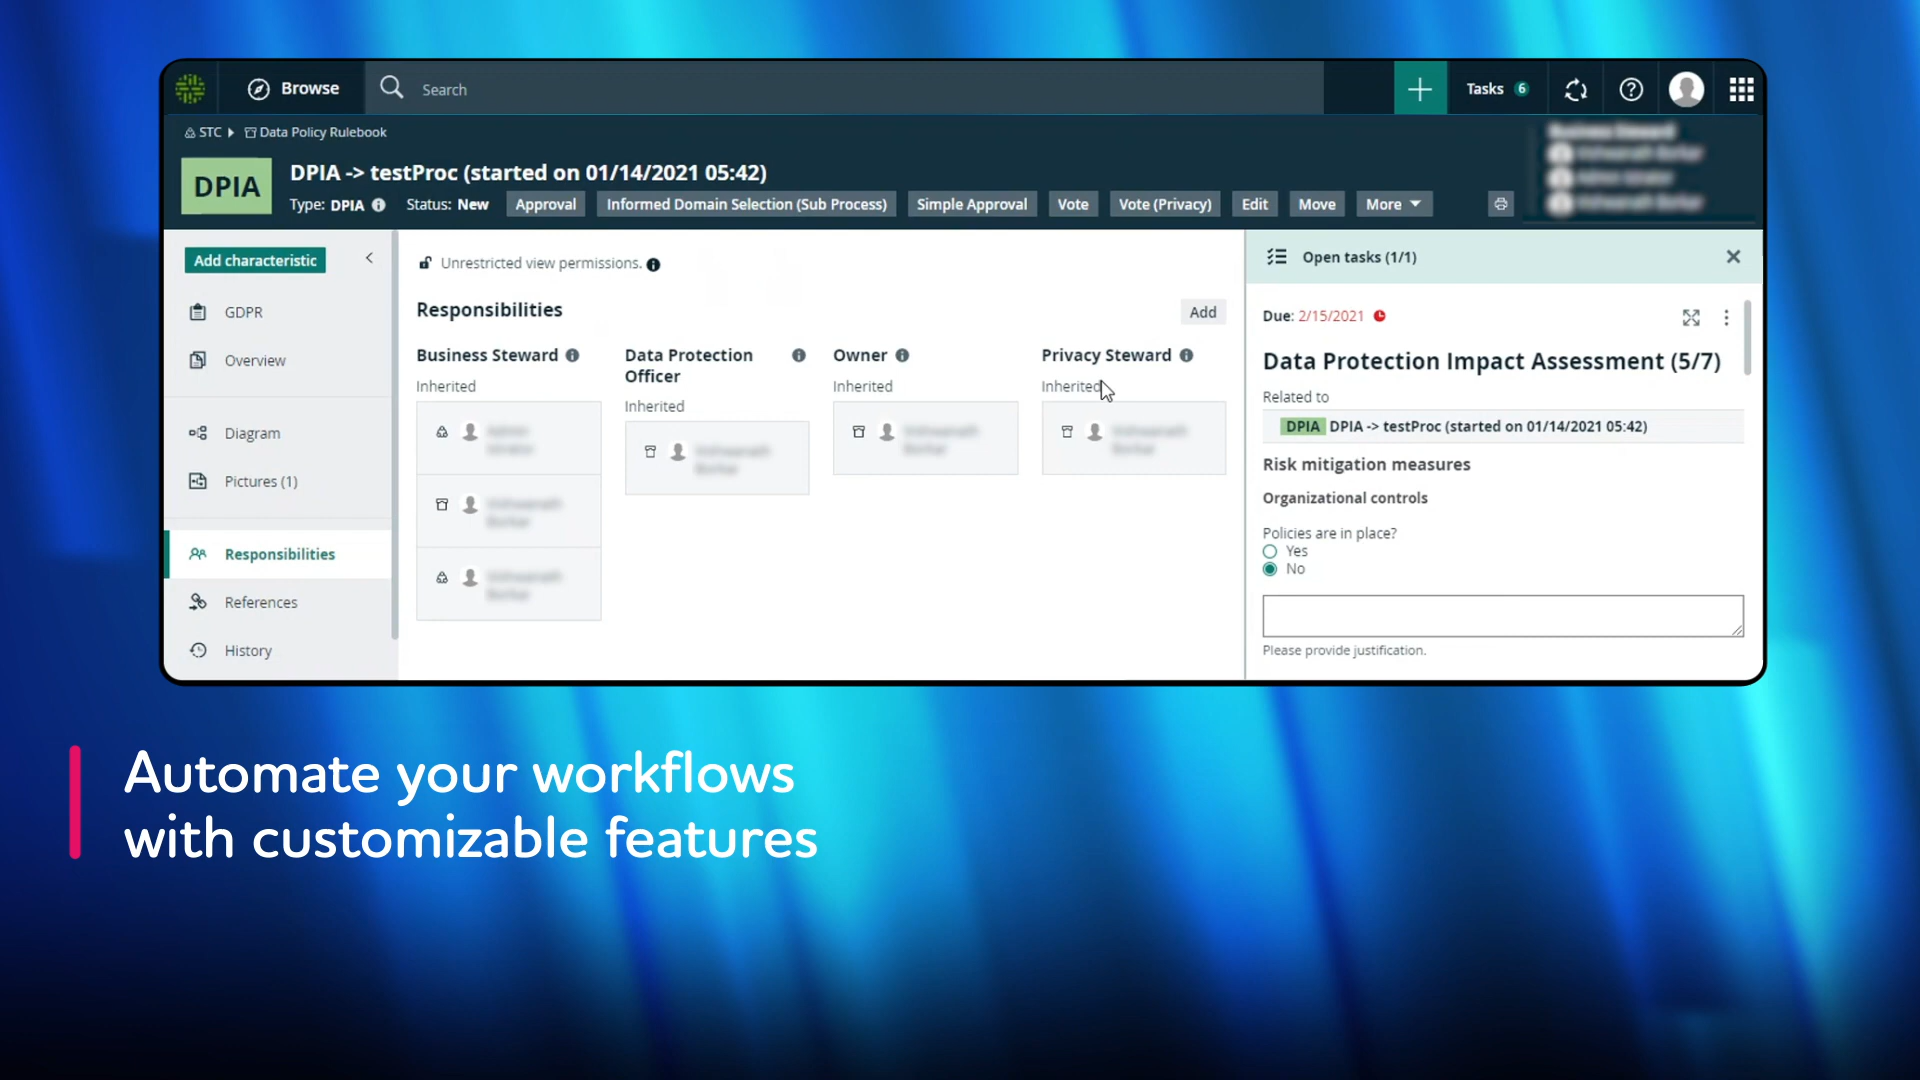 Browse
Search
Tasks 6
STC
Data Policy Rulebook
DPIA
DPIA -> testProc (started on 01/14/2021 05:42)
Type: DPIA
Status: New
Approval
Informed Domain Selection (Sub Process)
Simple Approval
Vote
Vote (Privacy)
Edit
Move
More
Add characteristic
GDPR
Overview
Diagram
Pictures (1)
Responsibilities
References
History
Unrestricted view permissions.
Responsibilities
Add
Business Steward
Inherited
Data Protection
Officer
Inherited
Owner
Inherited
Privacy Steward
Inherited
Open tasks (1/1)
Due: 2/15/2021
Data Protection Impact Assessment (5/7)
Related to
DPIA DPIA -> testProc (started on 01/14/2021 05:42)
Risk mitigation measures
Organizational controls
Policies are in place?
Yes
No
Please provide justification.
Automate your workflows
with customizable features